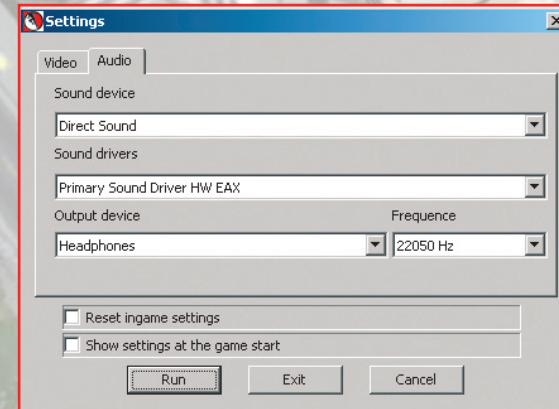 Settings
Video Audio
Sound device
Direct Sound
Sound drivers
Primary Sound Driver HW EAX
Output device Frequence
Headphones 22050 Hz
Reset ingame settings
Show settings at the game start
Run Exit Cancel